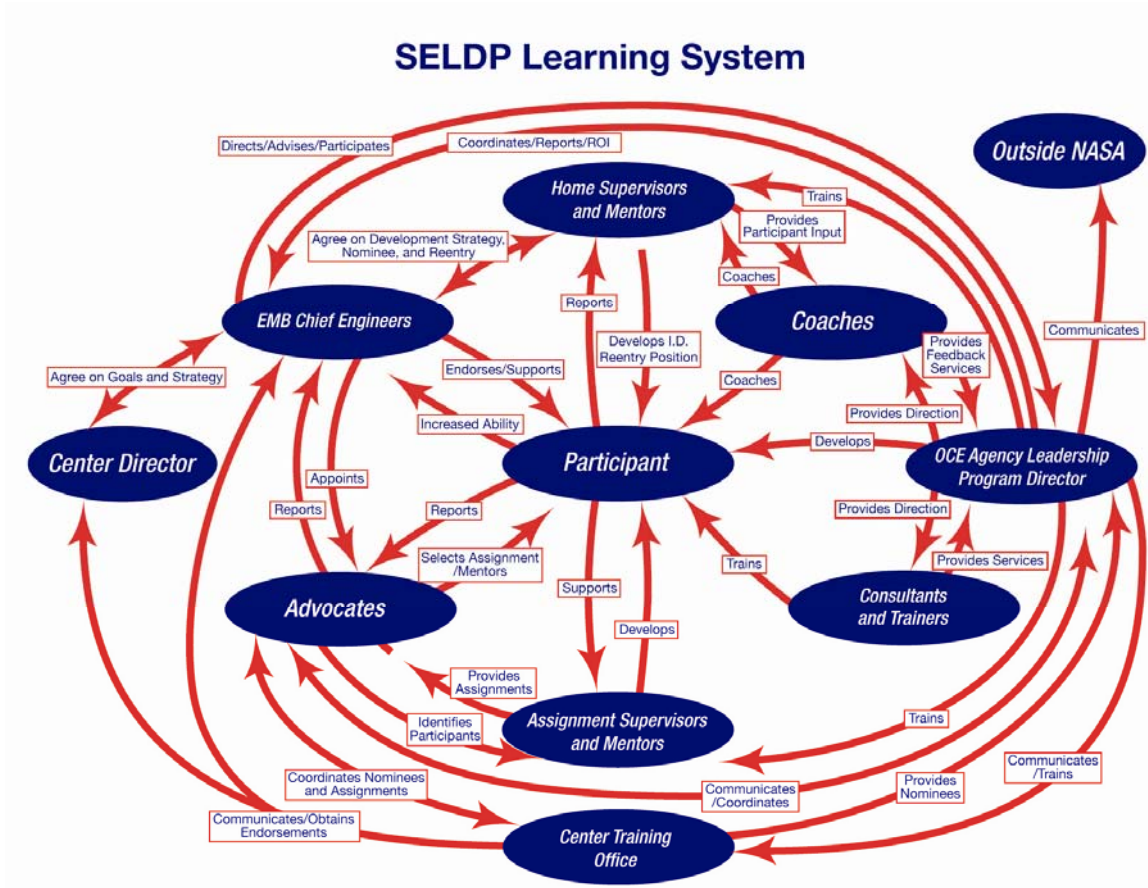 SELDP Learning System
Directs/Advises/Participates
Coordinates/Reports/ROI
Outside NASA
Home Supervisors
and Mentors
Trains
Provides
Participant Input
Agree on Development Strategy,
Nominee, and Reentry
Coaches
Reports
EMB Chief Engineers
Coaches
Communicates
Develops I.D.
Reentry Position
Provides
Feedback
Services
Agree on Goals and Strategy
Endorses/Supports
Coaches
Increased Ability
Provides Direction
Develops
Center Director
Participant
OCE Agency Leadership
Program Director
Appoints
Reports
Reports
Provides Direction
Selects Assignment
/Mentors
Trains
Provides Services
Supports
Advocates
Consultants
and Trainers
Develops
Provides
Assignments
Identifies
Participants
Assignment Supervisors
and Mentors
Trains
Coordinates Nominees
and Assignments
Communicates
/Coordinates
Provides
Nominees
Communicates
/Trains
Communicates/Obtains
Endorsements
Center Training
Office